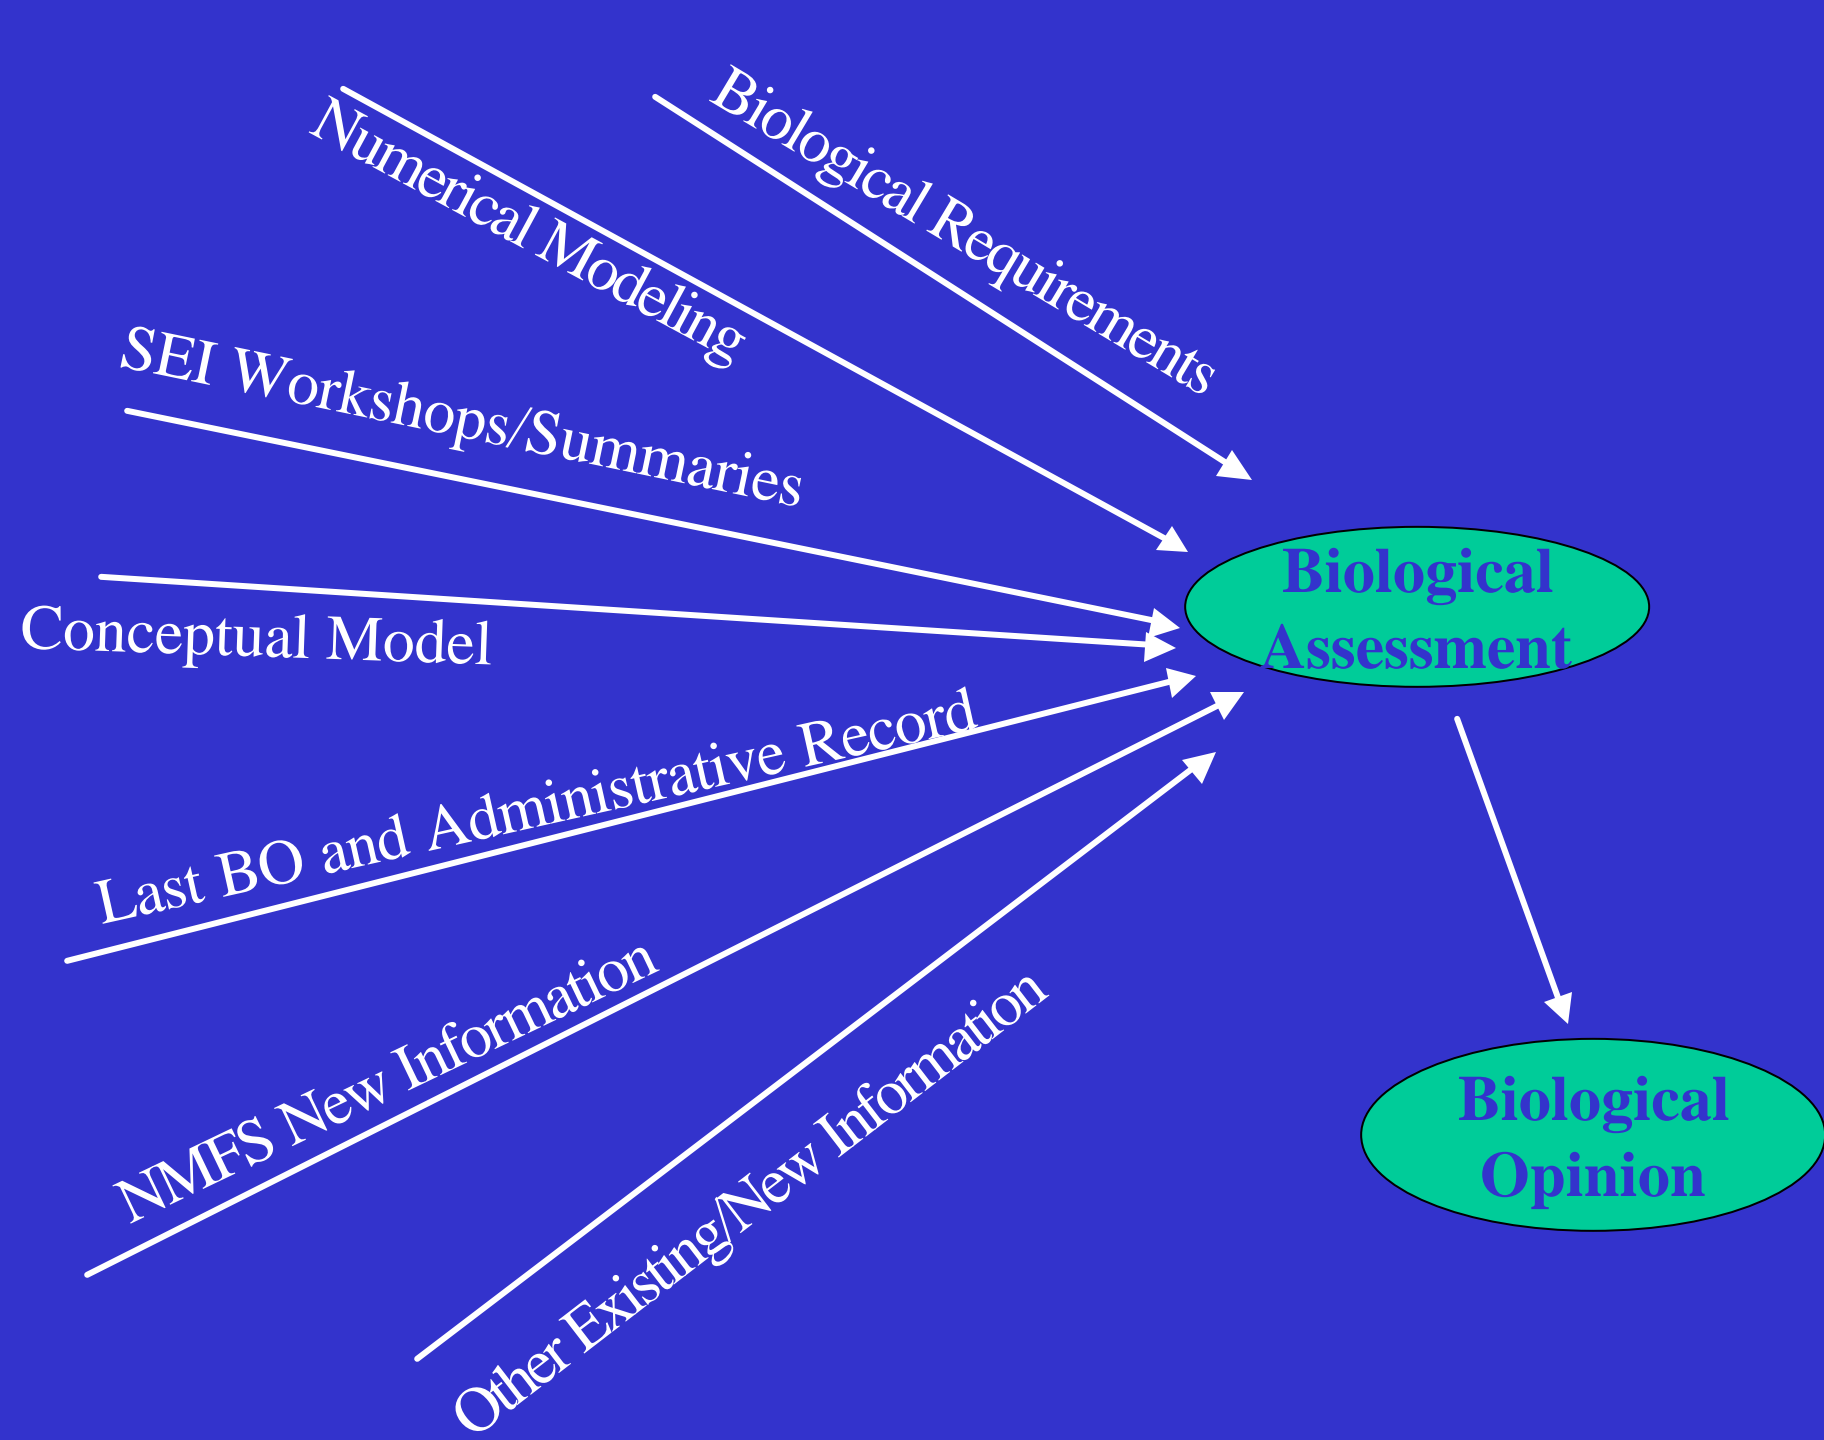 Biological Requirements
Numerical Modeling
SEI Workshops/Summaries
Conceptual Model
Last BO and Administrative Record
NMFS New Information
Other Existing/New Information
Biological
Assessment
Biological
Opinion